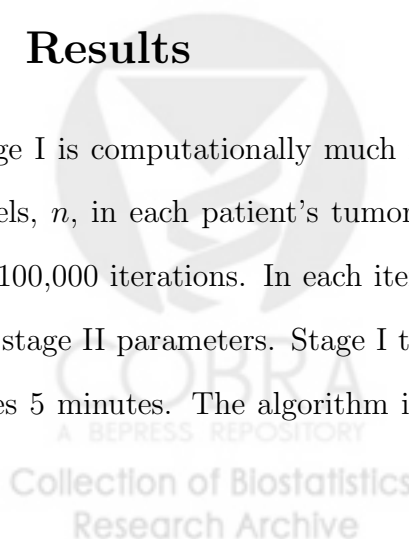 Results
ge I is computationally much
els, n, in each patient's tumor
100,000 iterations. In each ite
stage II parameters. Stage I t
es 5 minutes. The algorithm i
COBRA
A BEPRESS REPOSITORY
Collection of Biostatistics
Research Archive